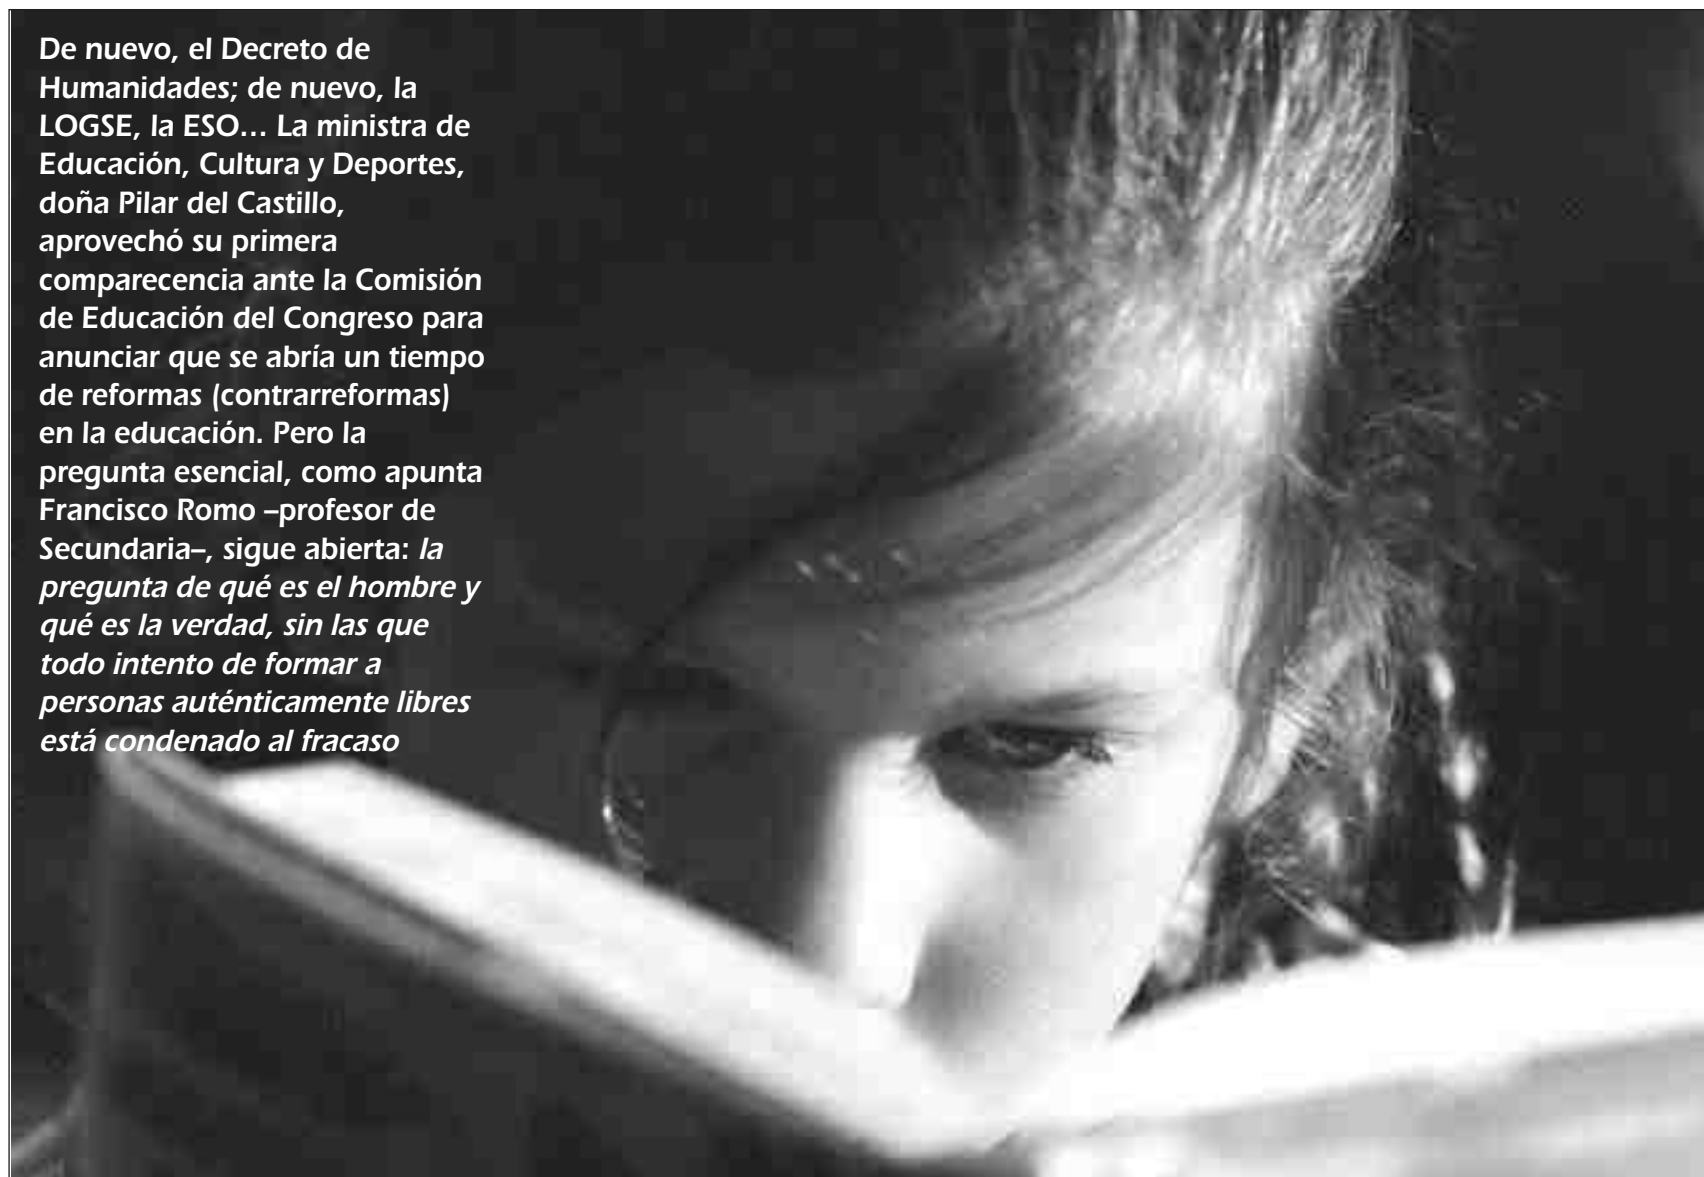 De nuevo, el Decreto de
Humanidades; de nuevo, la
LOGSE, la ESO... La ministra de
Educación, Cultura y Deportes,
doña Pilar del Castillo,
aprovechó su primera
comparecencia ante la Comisión
de Educación del Congreso para
anunciar que se abría un tiempo
de reformas (contrarreformas)
en la educación. Pero la
pregunta esencial, como apunta
Francisco Romo –profesor de
Secundaria–, sigue abierta: la
pregunta de qué es el hombre y
qué es la verdad, sin las que
todo intento de formar a
personas auténticamente libres
está condenado al fracaso